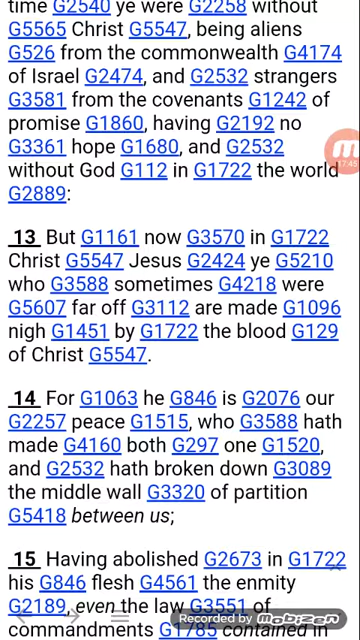 time G2540 ye were G2258 without
G5565 Christ G5547, being aliens
G526 from the commonwealth G4174
of Israel G2474, and G2532 strangers
G3581 from the covenants G1242 of
promise G1860, having G2192 no
G3361 hope G1680, and G2532
without God G112 in G1722 the world
G2889:
17:45
13 But G1161 now G3570 in G1722
Christ G5547 Jesus G2424 ye G5210
who G3588 sometimes G4218 were
G5607 far off G3112 are made G1096
nigh G1451 by G1722 the blood G129
of Christ G5547.
14 For G1063 he G846 is G2076 our
G2257 peace G1515, who G3588 hath
made G4160 both G297 one G1520,
and G2532 hath broken down G3089
the middle wall G3320 of partition
G5418 between us;
15 Having abolished G2673 in G1722
his G846 flesh G4561 the enmity
G2189, even the law G3551 of
commandments G1785 contained in
Recorded by mobizen